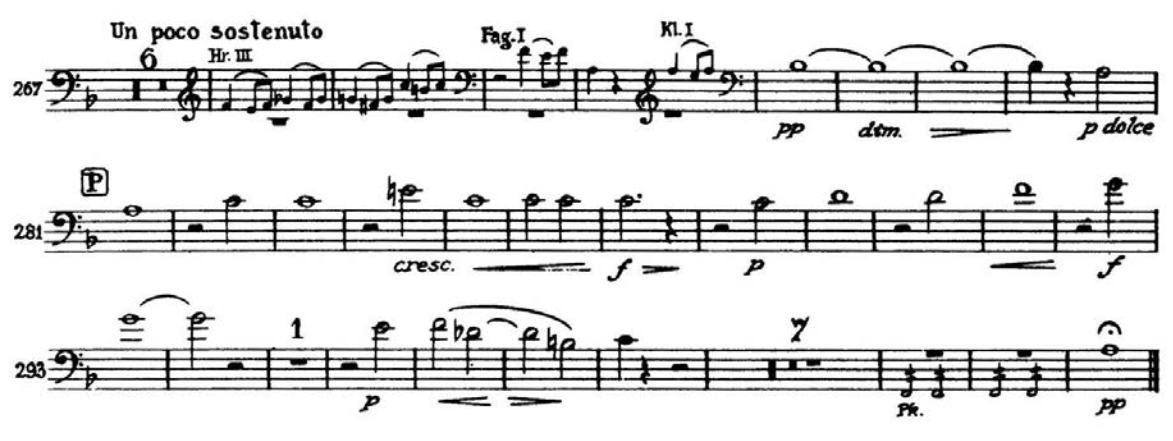 Un poco sostenuto
6 Hr. III Fag. I Kl. I
267
pp dim. p dolce
P
281
cresc. f p f
1 7
293
p Pk. pp